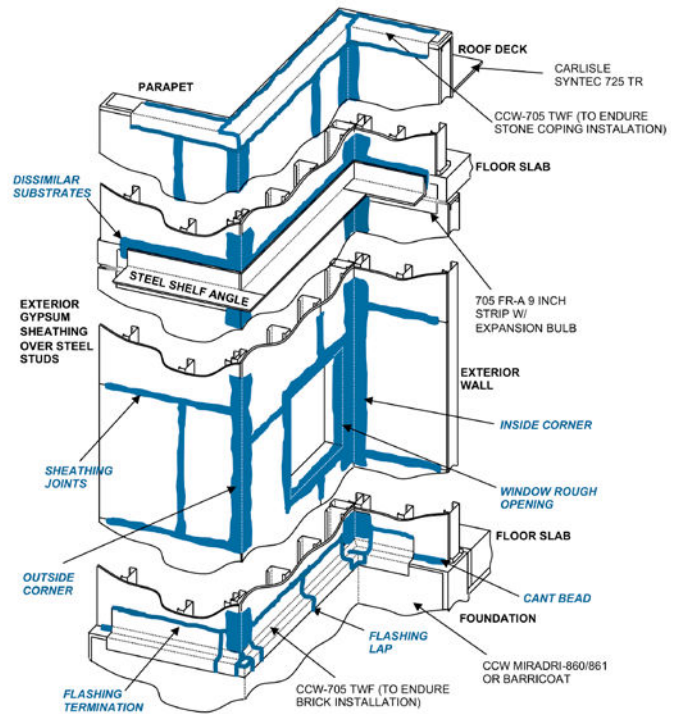 ROOF DECK
CARLISLE
SYNTEC 725 TR
PARAPET
CCW-705 TWF (TO ENDURE
STONE COPING INSTALATION)
FLOOR SLAB
DISSIMILAR
SUBSTRATES
STEEL SHELF ANGLE
EXTERIOR
GYPSUM
SHEATHING
OVER STEEL
STUDS
705 FR-A 9 INCH
STRIP W/
EXPANSION BULB
EXTERIOR
WALL
INSIDE CORNER
SHEATHING
JOINTS
WINDOW ROUGH
OPENING
FLOOR SLAB
OUTSIDE
CORNER
CANT BEAD
FOUNDATION
FLASHING
LAP
CCW MIRADRI-860/861
OR BARRICOAT
FLASHING
TERMINATION
CCW-705 TWF (TO ENDURE
BRICK INSTALLATION)